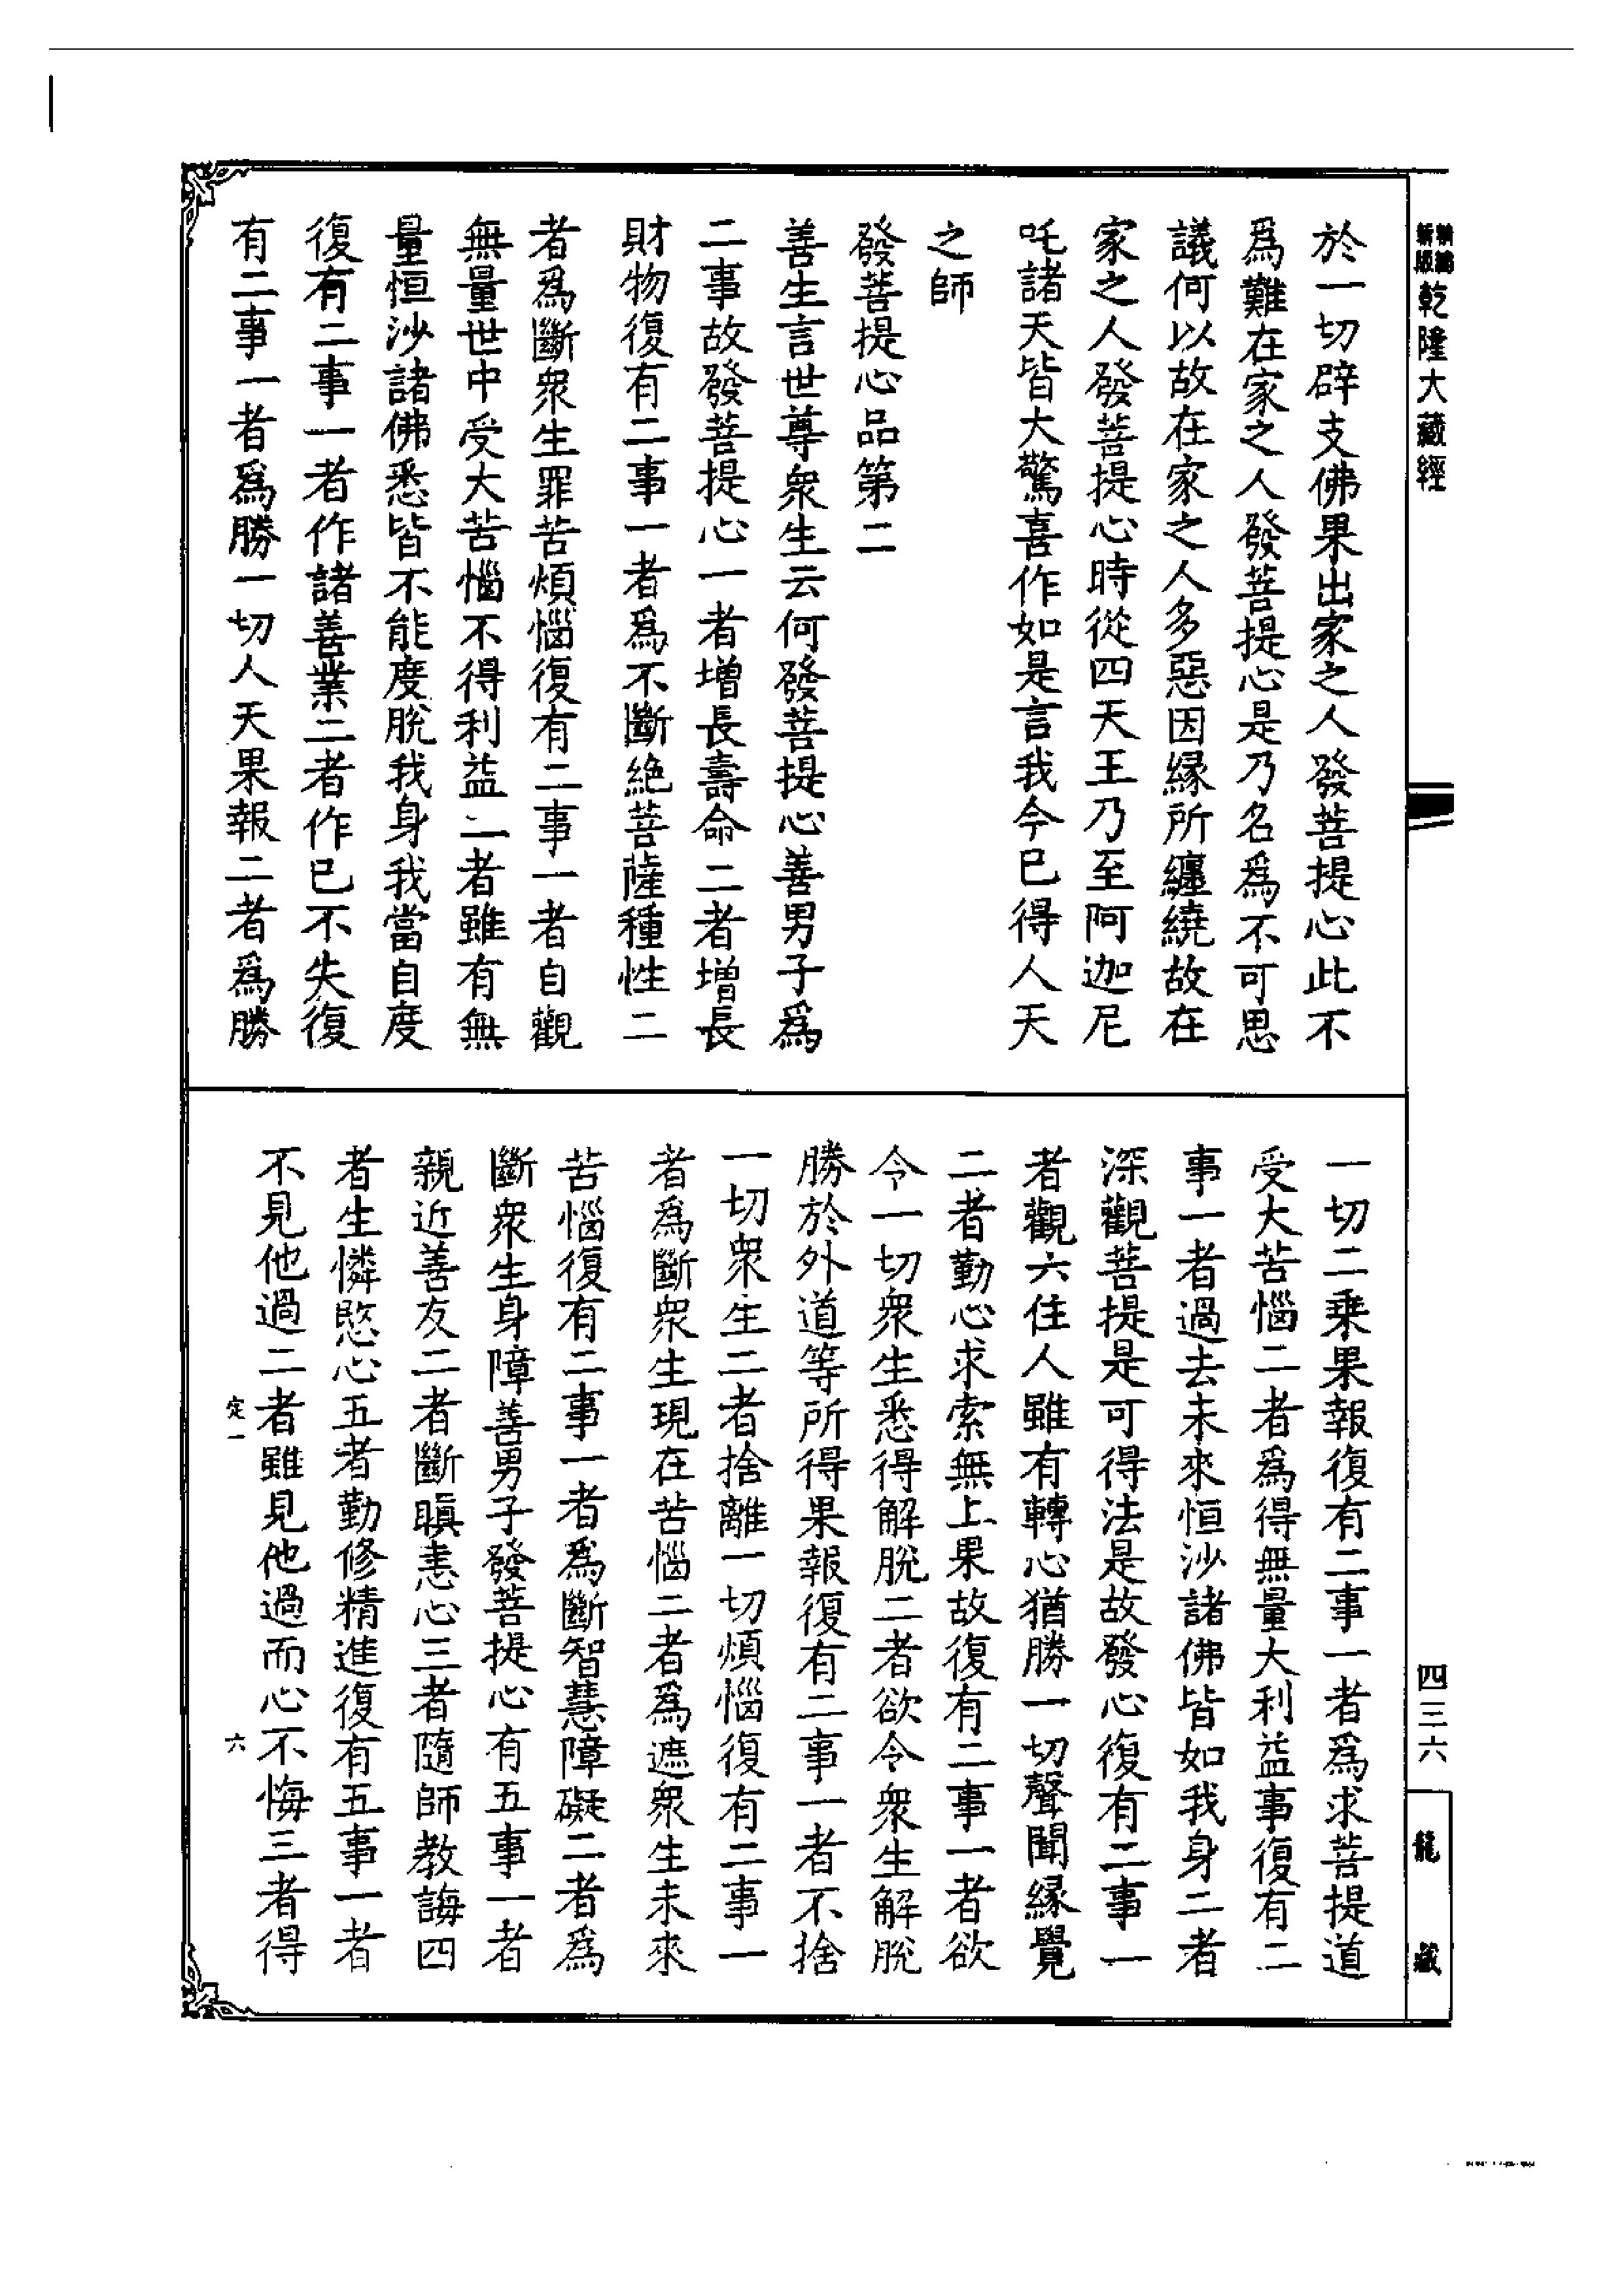 新編
新版
乾隆大藏經
於一切辟支佛果出家之人發菩提心此不
爲難在家之人發菩提心是乃名爲不可思
議何以故在家之人多惡因緣所纏繞故在
家之人發菩提心時從四天王乃至阿迦尼
吒諸天皆大驚喜作如是言我今巳得人天
之師
發菩提心品第二
善生言世尊衆生云何發菩提心善男子爲
二事故發菩提心一者增長壽命二者增長
財物復有二事一者爲不斷絶菩薩種性二
者爲斷衆生罪苦煩惱復有二事一者自觀
無量世中受大苦惱不得利益二者雖有無
量恒沙諸佛悉皆不能度脫我身我當自度
復有二事一者作諸善業二者作巳不失復
有二事一者爲勝一切人天果報二者爲勝
一切二乘果報復有二事一者爲求菩提道
受大苦惱二者爲得無量大利益事復有二
事一者過去未來恒沙諸佛皆如我身二者
深觀菩提是可得法是故發心復有二事一
者觀六住人雖有轉心猶勝一切聲聞緣覺
二者勤心求索無上果故復有二事一者欲
令一切衆生悉得解脫二者欲令衆生解脫
勝於外道等所得果報復有二事一者不捨
一切衆生二者捨離一切煩惱復有二事一
者爲斷衆生現在苦惱二者爲遮衆生未來
苦惱復有二事一者爲斷智慧障礙二者爲
斷衆生身障善男子發菩提心有五事一者
親近善友二者斷瞋恚心三者隨師教誨四
者生憐愍心五者勤修精進復有五事一者
不見他過二者雖見他過而心不悔三者得
定一
六
四三六
龍藏